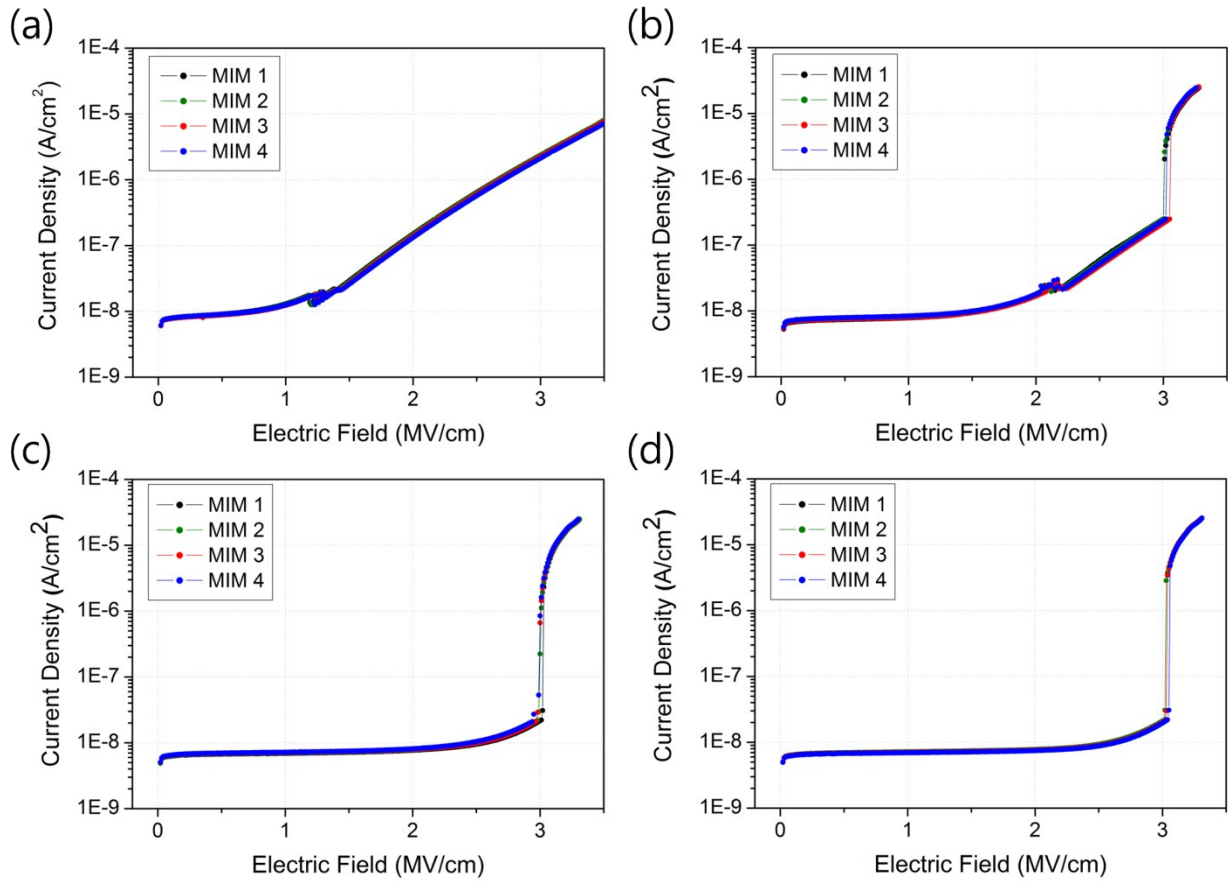 (a)
Current Density (A/cm²)
1E-4
1E-5
1E-6
1E-7
1E-8
1E-9
MIM 1
MIM 2
MIM 3
MIM 4
0
1
2
3
Electric Field (MV/cm)
(b)
Current Density (A/cm²)
1E-4
1E-5
1E-6
1E-7
1E-8
1E-9
MIM 1
MIM 2
MIM 3
MIM 4
0
1
2
3
Electric Field (MV/cm)
(c)
Current Density (A/cm²)
1E-4
1E-5
1E-6
1E-7
1E-8
1E-9
MIM 1
MIM 2
MIM 3
MIM 4
0
1
2
3
Electric Field (MV/cm)
(d)
Current Density (A/cm²)
1E-4
1E-5
1E-6
1E-7
1E-8
1E-9
MIM 1
MIM 2
MIM 3
MIM 4
0
1
2
3
Electric Field (MV/cm)